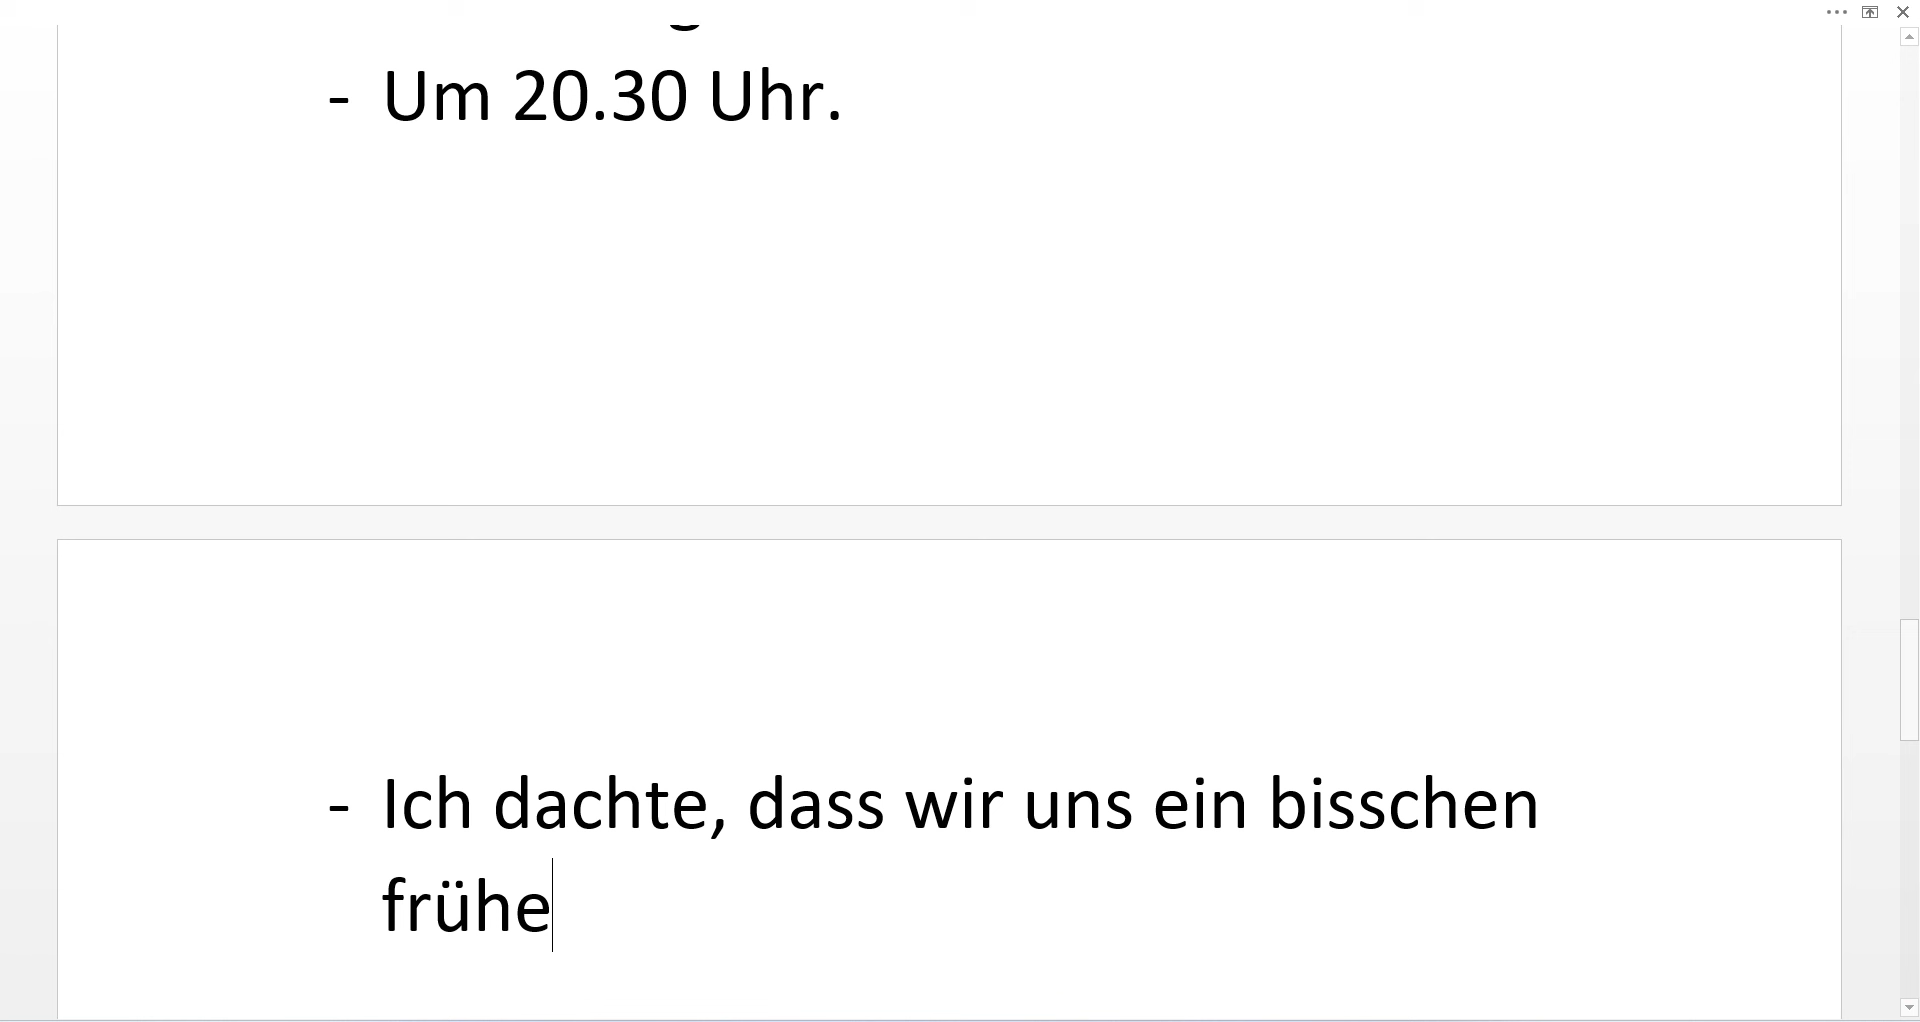 - Um 20.30 Uhr.
- Ich dachte, dass wir uns ein bisschen
frühe